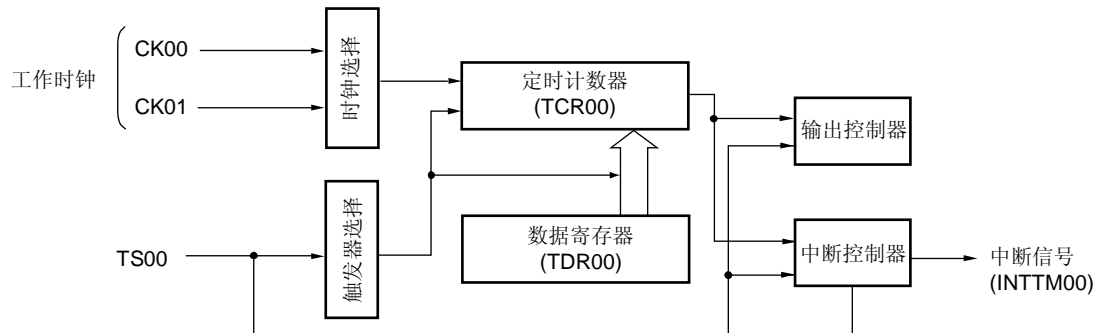 工作时钟
CK00
CK01
时钟选择
定时计数器
(TCR00)
输出控制器
TS00
触发器选择
数据寄存器
(TDR00)
中断控制器
中断信号
(INTTM00)